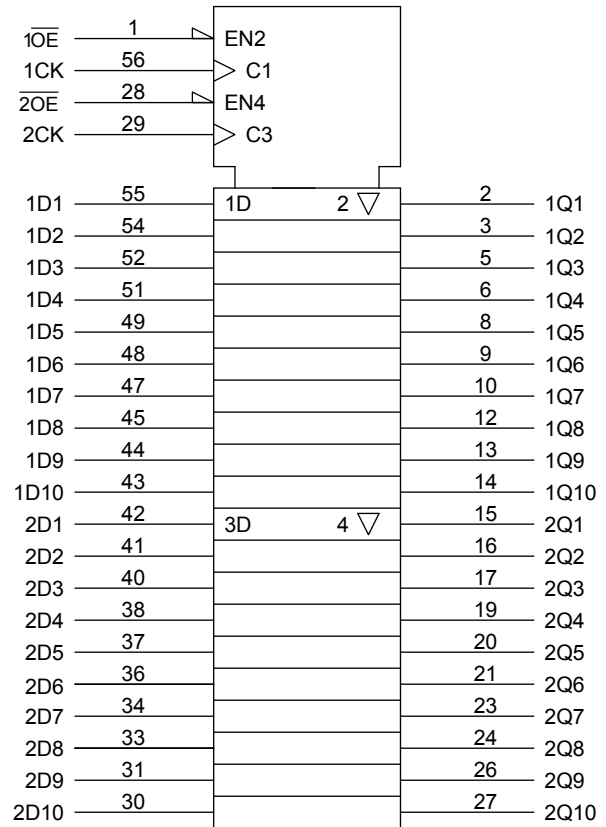 1O̅E̅ 1 EN2
1CK 56 C1
2O̅E̅ 28 EN4
2CK 29 C3
1D1 55 1D 2 ▽ 2 1Q1
1D2 54 3 1Q2
1D3 52 5 1Q3
1D4 51 6 1Q4
1D5 49 8 1Q5
1D6 48 9 1Q6
1D7 47 10 1Q7
1D8 45 12 1Q8
1D9 44 13 1Q9
1D10 43 14 1Q10
2D1 42 3D 4 ▽ 15 2Q1
2D2 41 16 2Q2
2D3 40 17 2Q3
2D4 38 19 2Q4
2D5 37 20 2Q5
2D6 36 21 2Q6
2D7 34 23 2Q7
2D8 33 24 2Q8
2D9 31 26 2Q9
2D10 30 27 2Q10